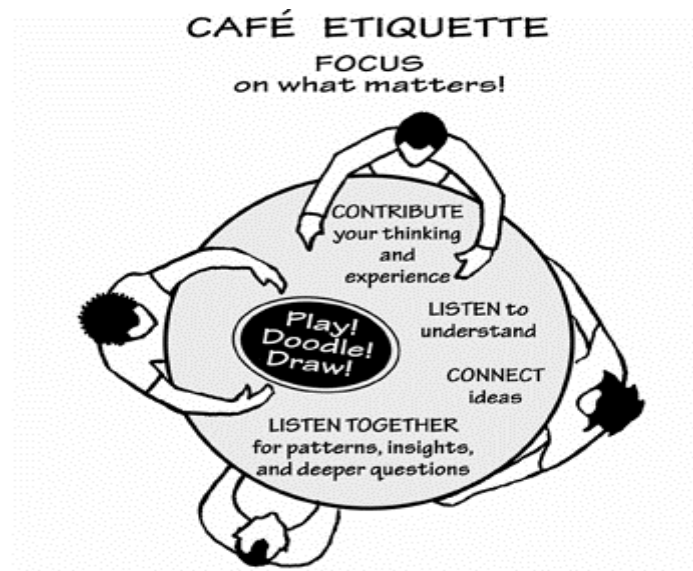 CAFÉ ETIQUETTE
FOCUS
on what matters!
CONTRIBUTE
your thinking
and
experience
LISTEN to
understand
CONNECT
ideas
Play!
Doodle!
Draw!
LISTEN TOGETHER
for patterns, insights,
and deeper questions